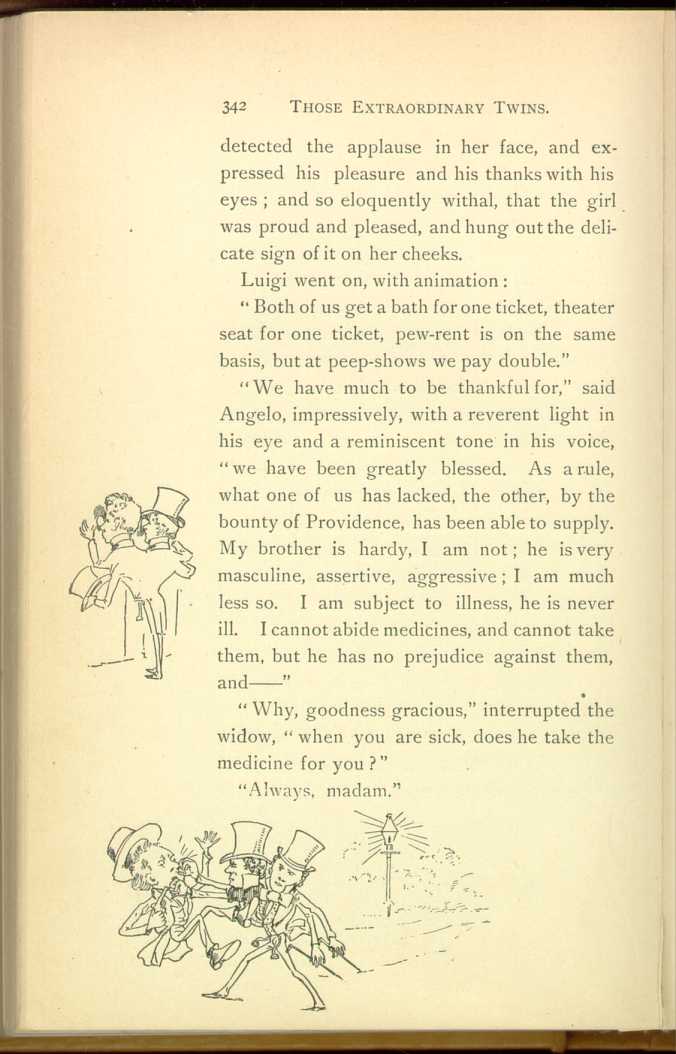 342 THOSE EXTRAORDINARY TWINS.
detected the applause in her face, and ex-
pressed his pleasure and his thanks with his
eyes ; and so eloquently withal, that the girl
was proud and pleased, and hung out the deli-
cate sign of it on her cheeks.
Luigi went on, with animation :
“ Both of us get a bath for one ticket, theater
seat for one ticket, pew-rent is on the same
basis, but at peep-shows we pay double.”
“ We have much to be thankful for,” said
Angelo, impressively, with a reverent light in
his eye and a reminiscent tone in his voice,
“ we have been greatly blessed. As a rule,
what one of us has lacked, the other, by the
bounty of Providence, has been able to supply.
My brother is hardy, I am not ; he is very
masculine, assertive, aggressive ; I am much
less so. I am subject to illness, he is never
ill. I cannot abide medicines, and cannot take
them, but he has no prejudice against them,
and——”
“ Why, goodness gracious,” interrupted the
widow, “ when you are sick, does he take the
medicine for you ? ”
“Always, madam.”